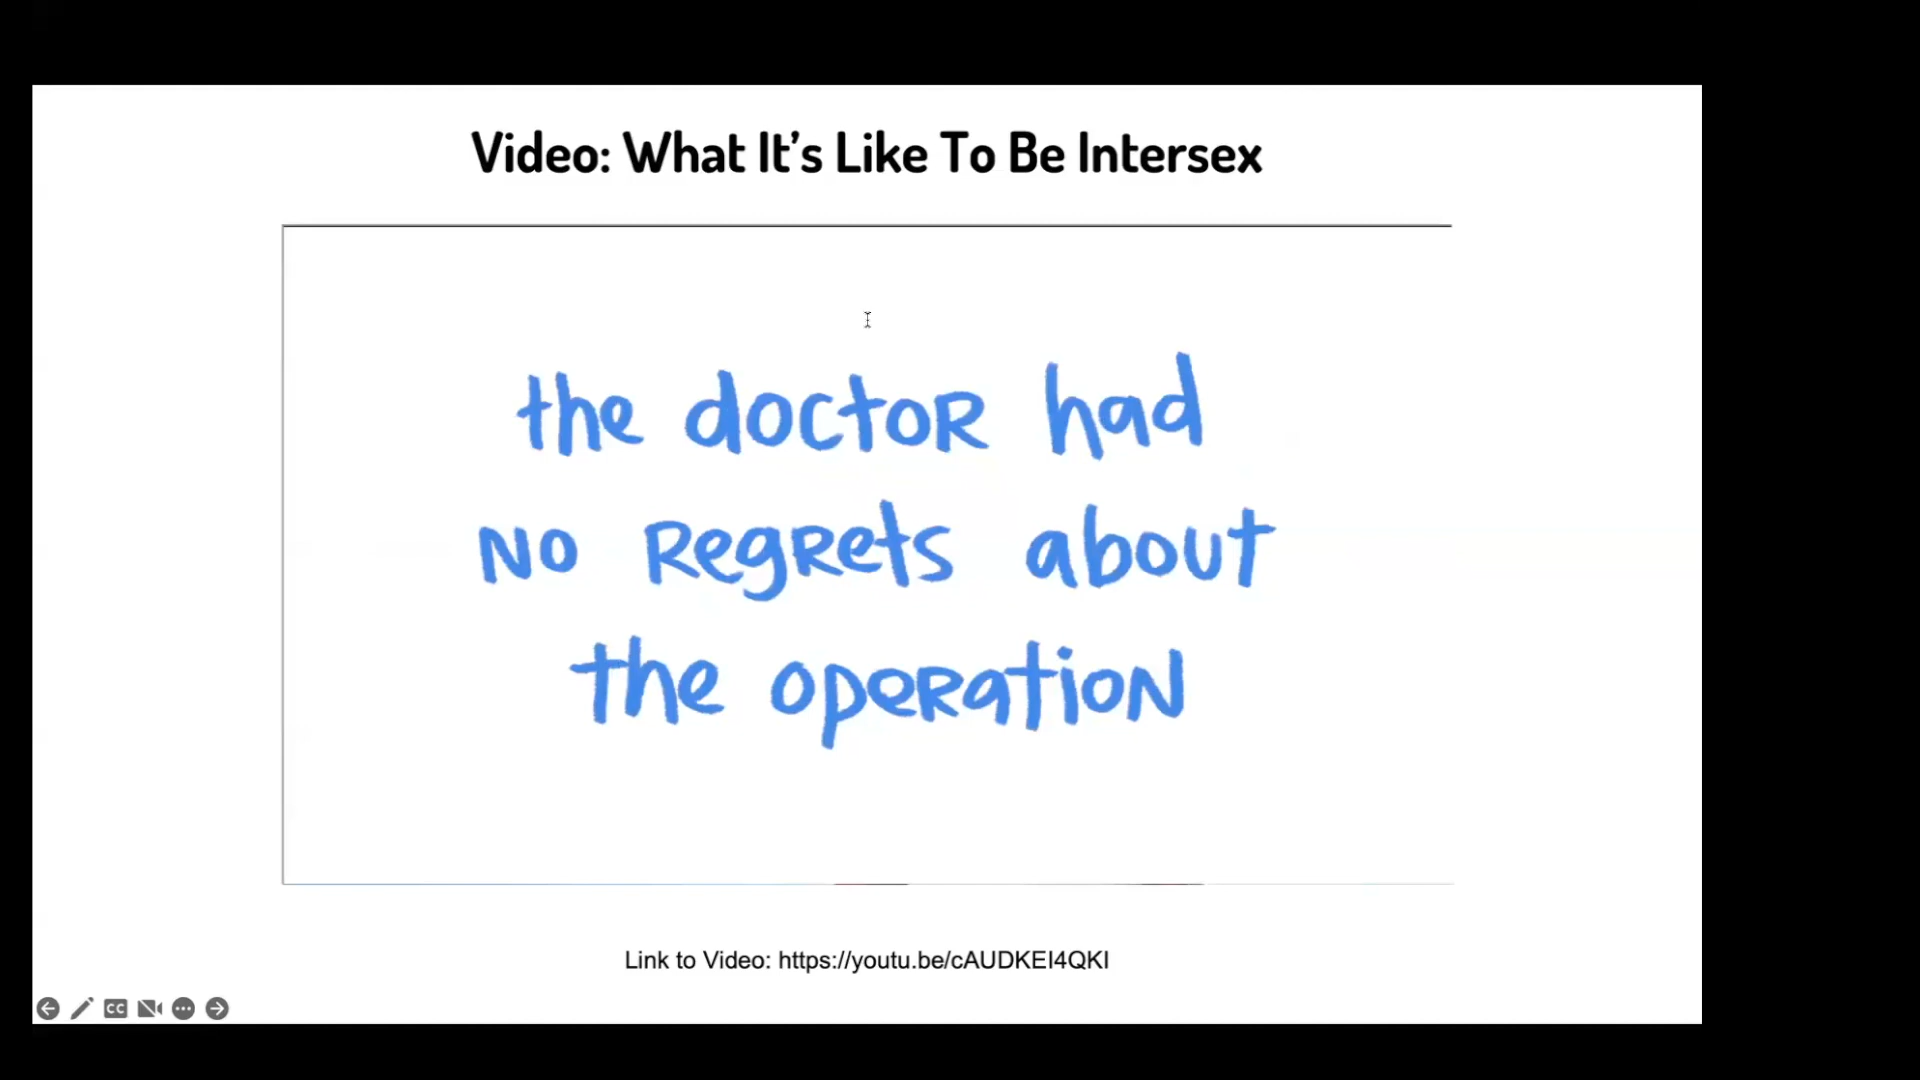 Video: What It's Like To Be Intersex
the doctor had
no regrets about
the operation
Link to Video: https://youtu.be/cAUDKEI4QKI
CC